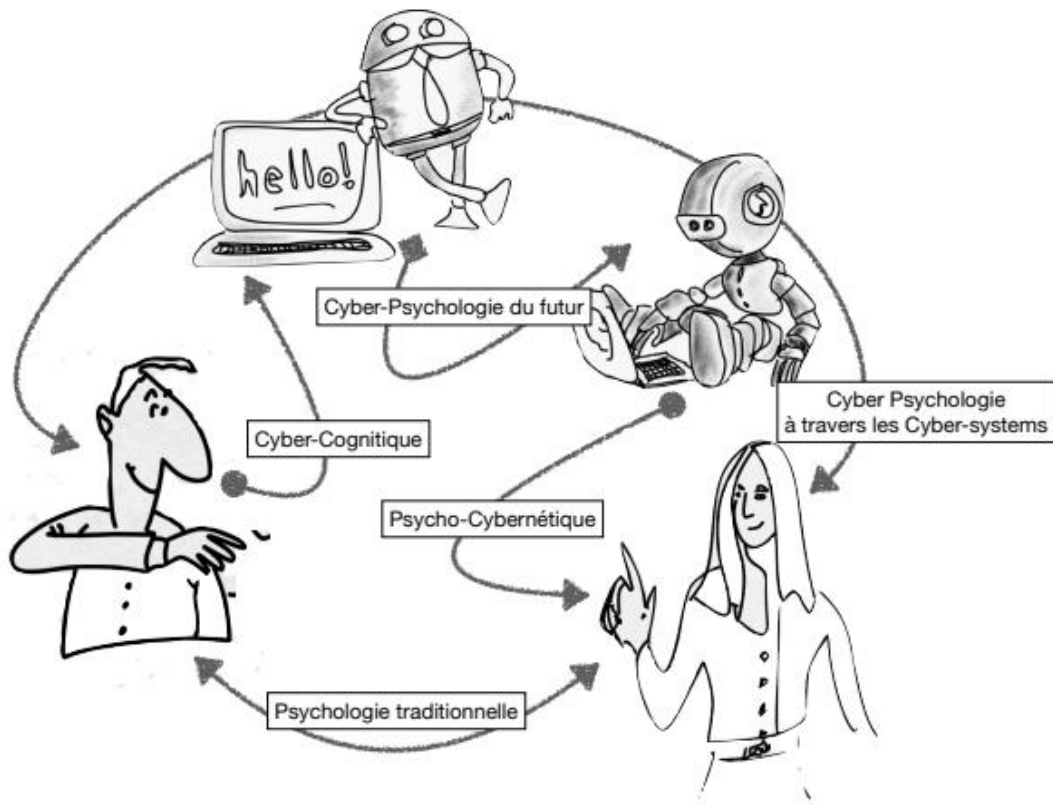 hello!
Cyber-Psychologie du futur
Cyber Psychologie
à travers les Cyber-systems
Cyber-Cognitique
Psycho-Cybernétique
Psychologie traditionnelle